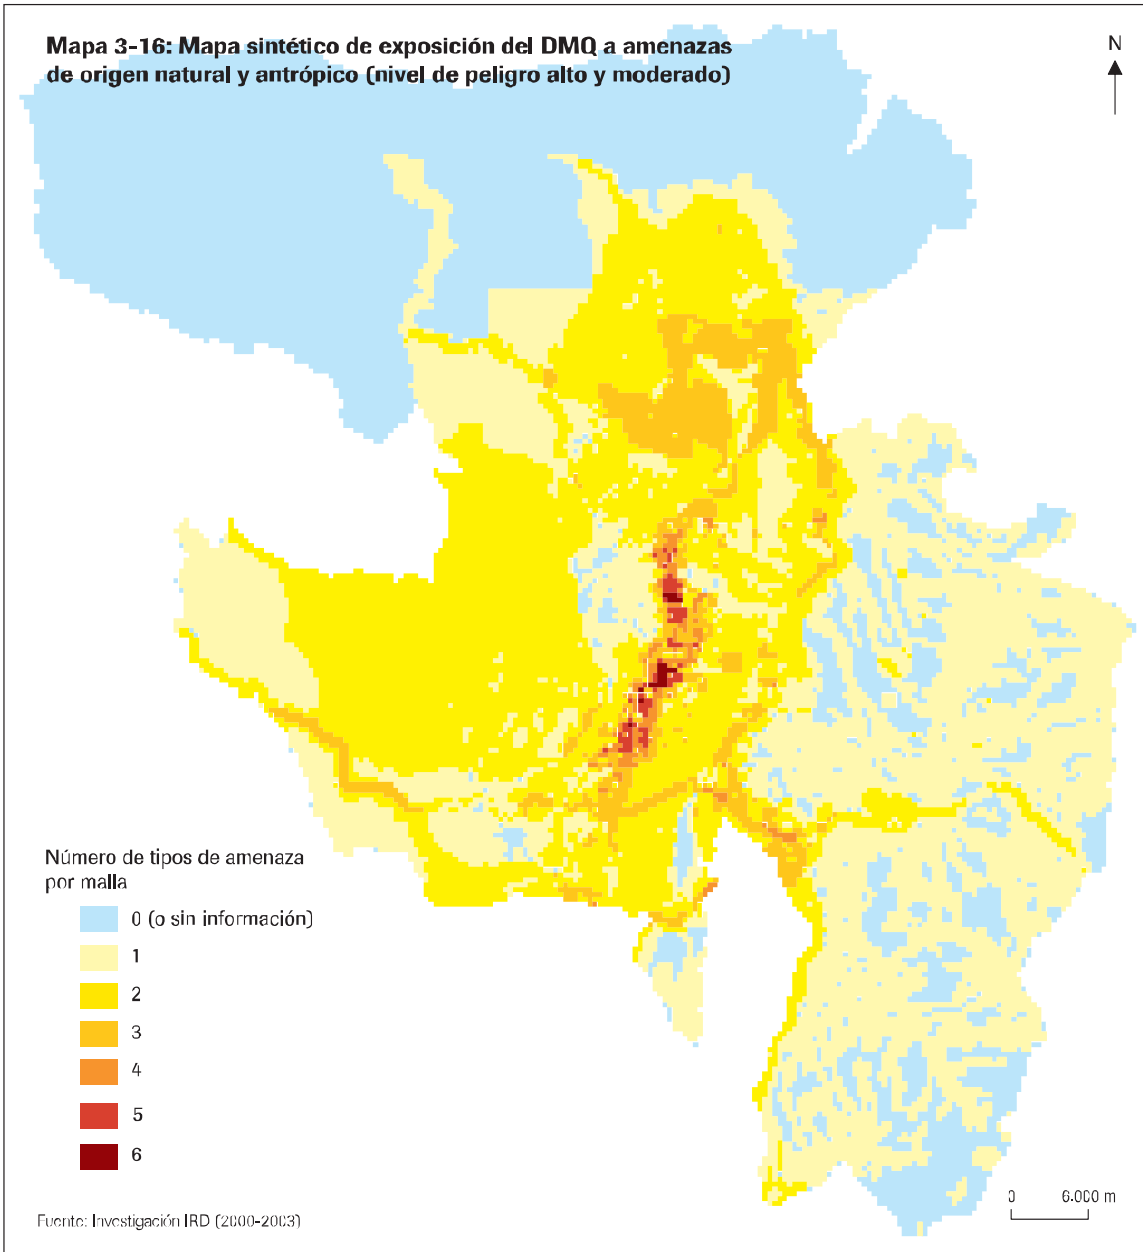 Mapa 3-16: Mapa sintético de exposición del DMQ a amenazas
de origen natural y antrópico (nivel de peligro alto y moderado)
N
Número de tipos de amenaza
por malla
0 (o sin información)
1
2
3
4
5
6
0 6.000 m
Fuente: Investigación IRD (2000-2003)